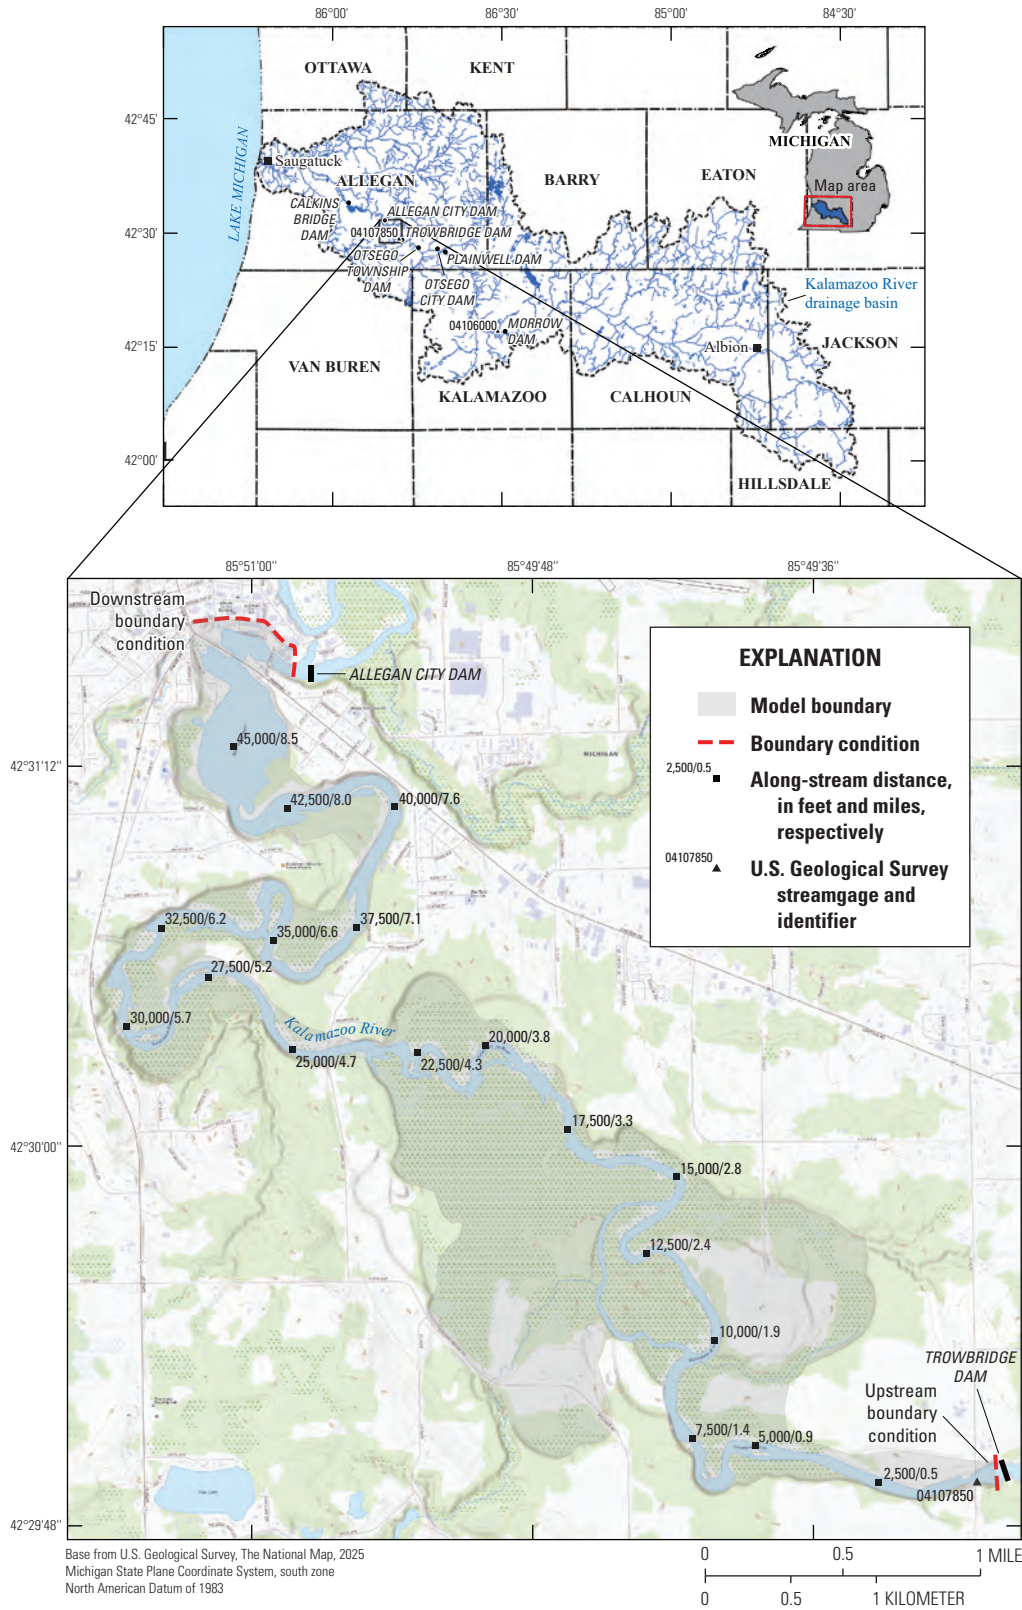 86°00'
86°30'
85°00'
84°30'
OTTAWA
KENT
42°45'
MICHIGAN
LAKE MICHIGAN
Saugatuck
ALLEGAN
BARRY
EATON
Map area
CALKINS
BRIDGE
DAM
ALLEGAN CITY DAM
04107850
TROWBRIDGE DAM
42°30'
OTSEGO
TOWNSHIP
DAM
PLAINWELL DAM
OTSEGO
CITY DAM
Kalamazoo River
drainage basin
04106000
MORROW
DAM
42°15'
Albion
JACKSON
VAN BUREN
KALAMAZOO
CALHOUN
42°00'
HILLSDALE
85°51'00"
85°49'48"
85°49'36"
Downstream
boundary
condition
ALLEGAN CITY DAM
EXPLANATION
Model boundary
Boundary condition
2,500/0.5
Along-stream distance,
in feet and miles,
respectively
04107850
U.S. Geological Survey
streamgage and
identifier
MICHIGAN
45,000/8.5
42°31'12"
42,500/8.0
40,000/7.6
32,500/6.2
35,000/6.6
37,500/7.1
27,500/5.2
30,000/5.7
Kalamazoo River
25,000/4.7
22,500/4.3
20,000/3.8
17,500/3.3
42°30'00"
15,000/2.8
12,500/2.4
10,000/1.9
TROWBRIDGE
DAM
Upstream
boundary
condition
7,500/1.4
5,000/0.9
2,500/0.5
04107850
42°29'48"
Base from U.S. Geological Survey, The National Map, 2025
Michigan State Plane Coordinate System, south zone
North American Datum of 1983
0
0.5
1 MILE
0
0.5
1 KILOMETER